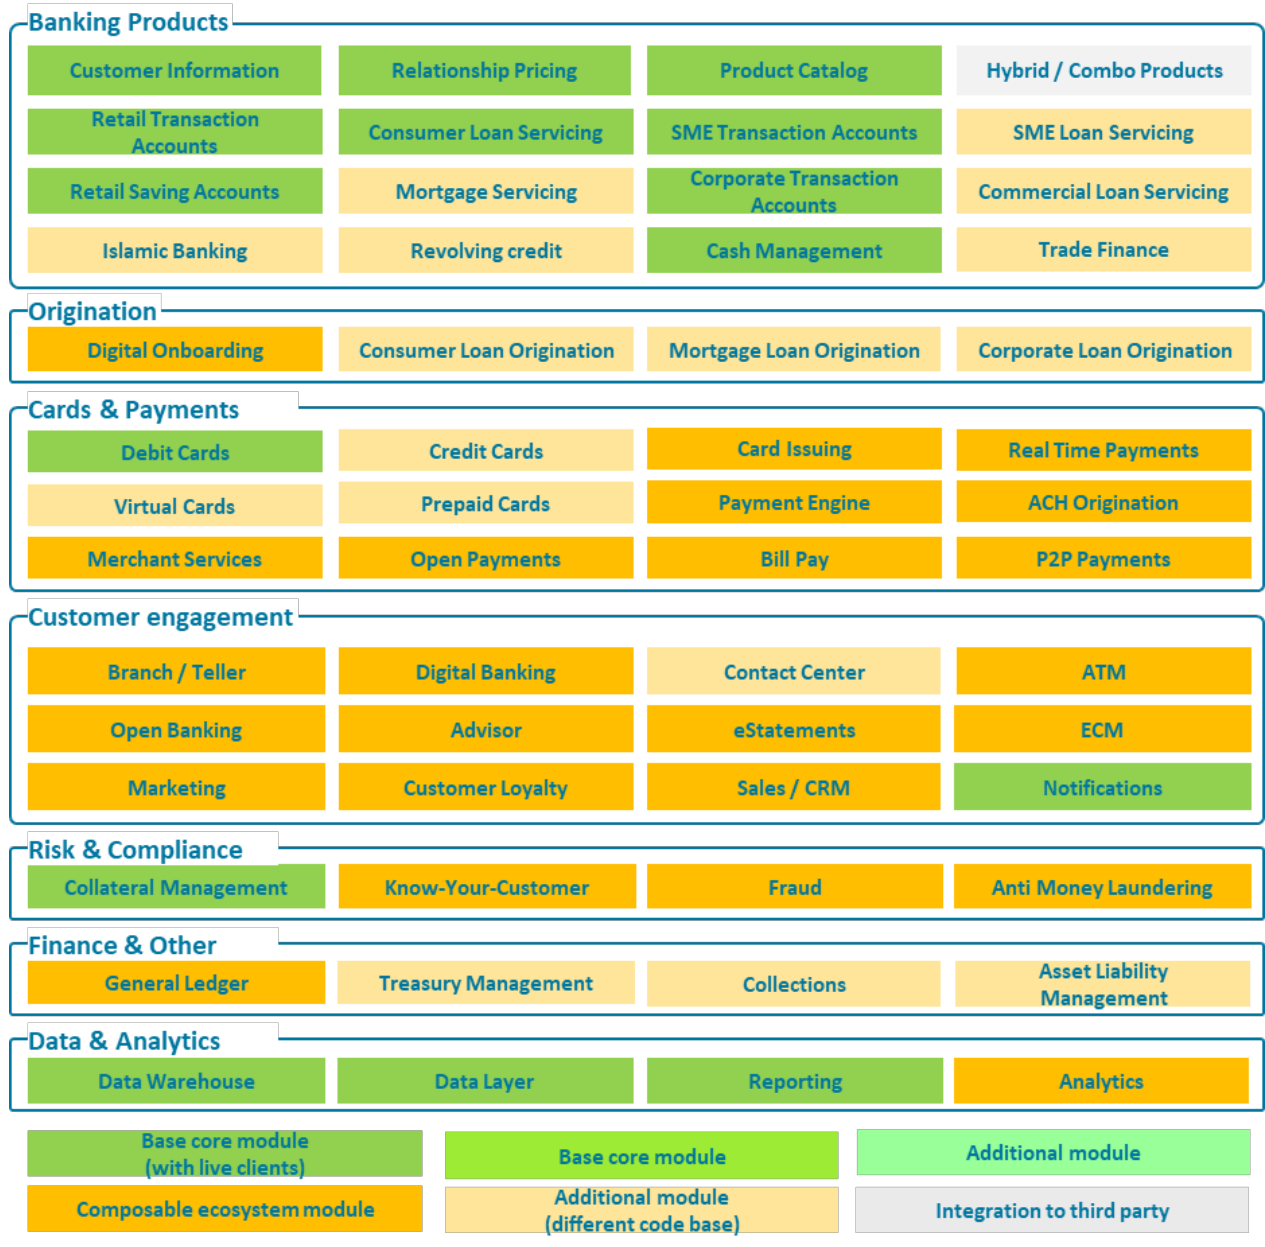 Banking Products
Customer Information
Relationship Pricing
Product Catalog
Hybrid / Combo Products
Retail Transaction
Accounts
Consumer Loan Servicing
SME Transaction Accounts
SME Loan Servicing
Retail Saving Accounts
Mortgage Servicing
Corporate Transaction
Accounts
Commercial Loan Servicing
Islamic Banking
Revolving credit
Cash Management
Trade Finance
Origination
Digital Onboarding
Consumer Loan Origination
Mortgage Loan Origination
Corporate Loan Origination
Cards & Payments
Debit Cards
Credit Cards
Card Issuing
Real Time Payments
Virtual Cards
Prepaid Cards
Payment Engine
ACH Origination
Merchant Services
Open Payments
Bill Pay
P2P Payments
Customer engagement
Branch / Teller
Digital Banking
Contact Center
ATM
Open Banking
Advisor
eStatements
ECM
Marketing
Customer Loyalty
Sales / CRM
Notifications
Risk & Compliance
Collateral Management
Know-Your-Customer
Fraud
Anti Money Laundering
Finance & Other
General Ledger
Treasury Management
Collections
Asset Liability
Management
Data & Analytics
Data Warehouse
Data Layer
Reporting
Analytics
Base core module
(with live clients)
Base core module
Additional module
Composable ecosystem module
Additional module
(different code base)
Integration to third party